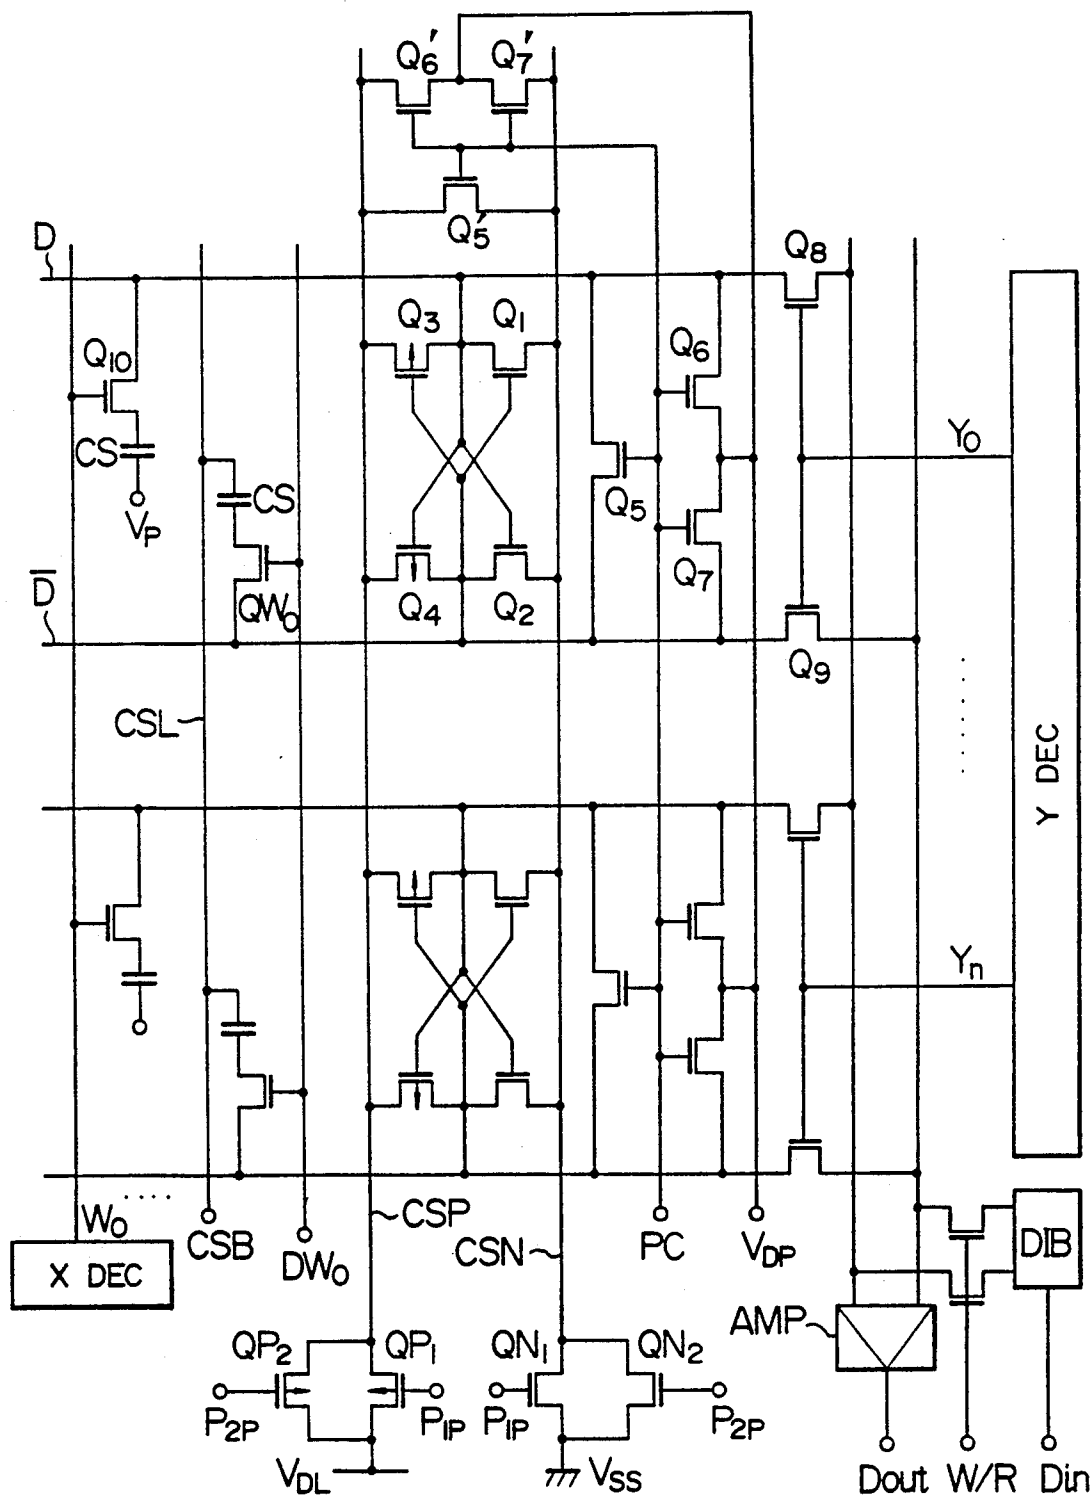 Q6' Q7'
Q5'
D
Q8
Q3 Q1
Q10
Q6
CS
Y0
CS
Q5
VP
Q7
D̅
QW0
Q4 Q2
Q9
CSL
Y DEC
Yn
W0
CSB
DW0
CSP
CSN
PC
VDP
DIB
X DEC
AMP
QP2 QP1 QN1 QN2
P2P P1P P1P P2P
VDL VSS
Dout W/R Din